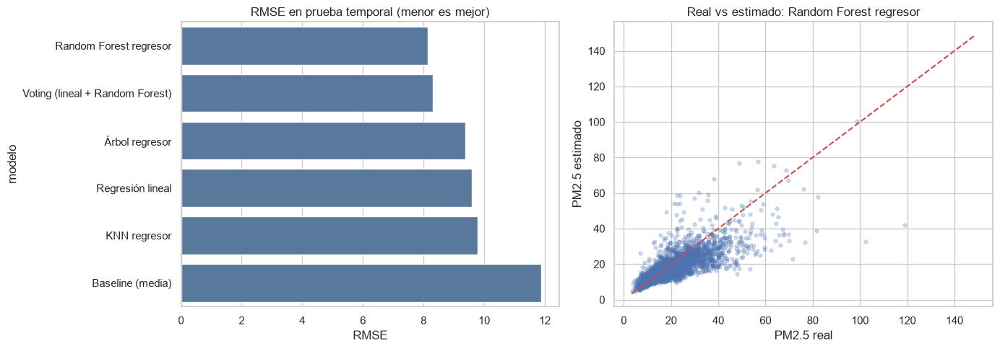 RMSE en prueba temporal (menor es mejor)
modelo
Random Forest regresor
Voting (lineal + Random Forest)
Árbol regresor
Regresión lineal
KNN regresor
Baseline (media)
0 2 4 6 8 10 12
RMSE
Real vs estimado: Random Forest regresor
PM2.5 estimado
140
120
100
80
60
40
20
0
0 20 40 60 80 100 120 140
PM2.5 real